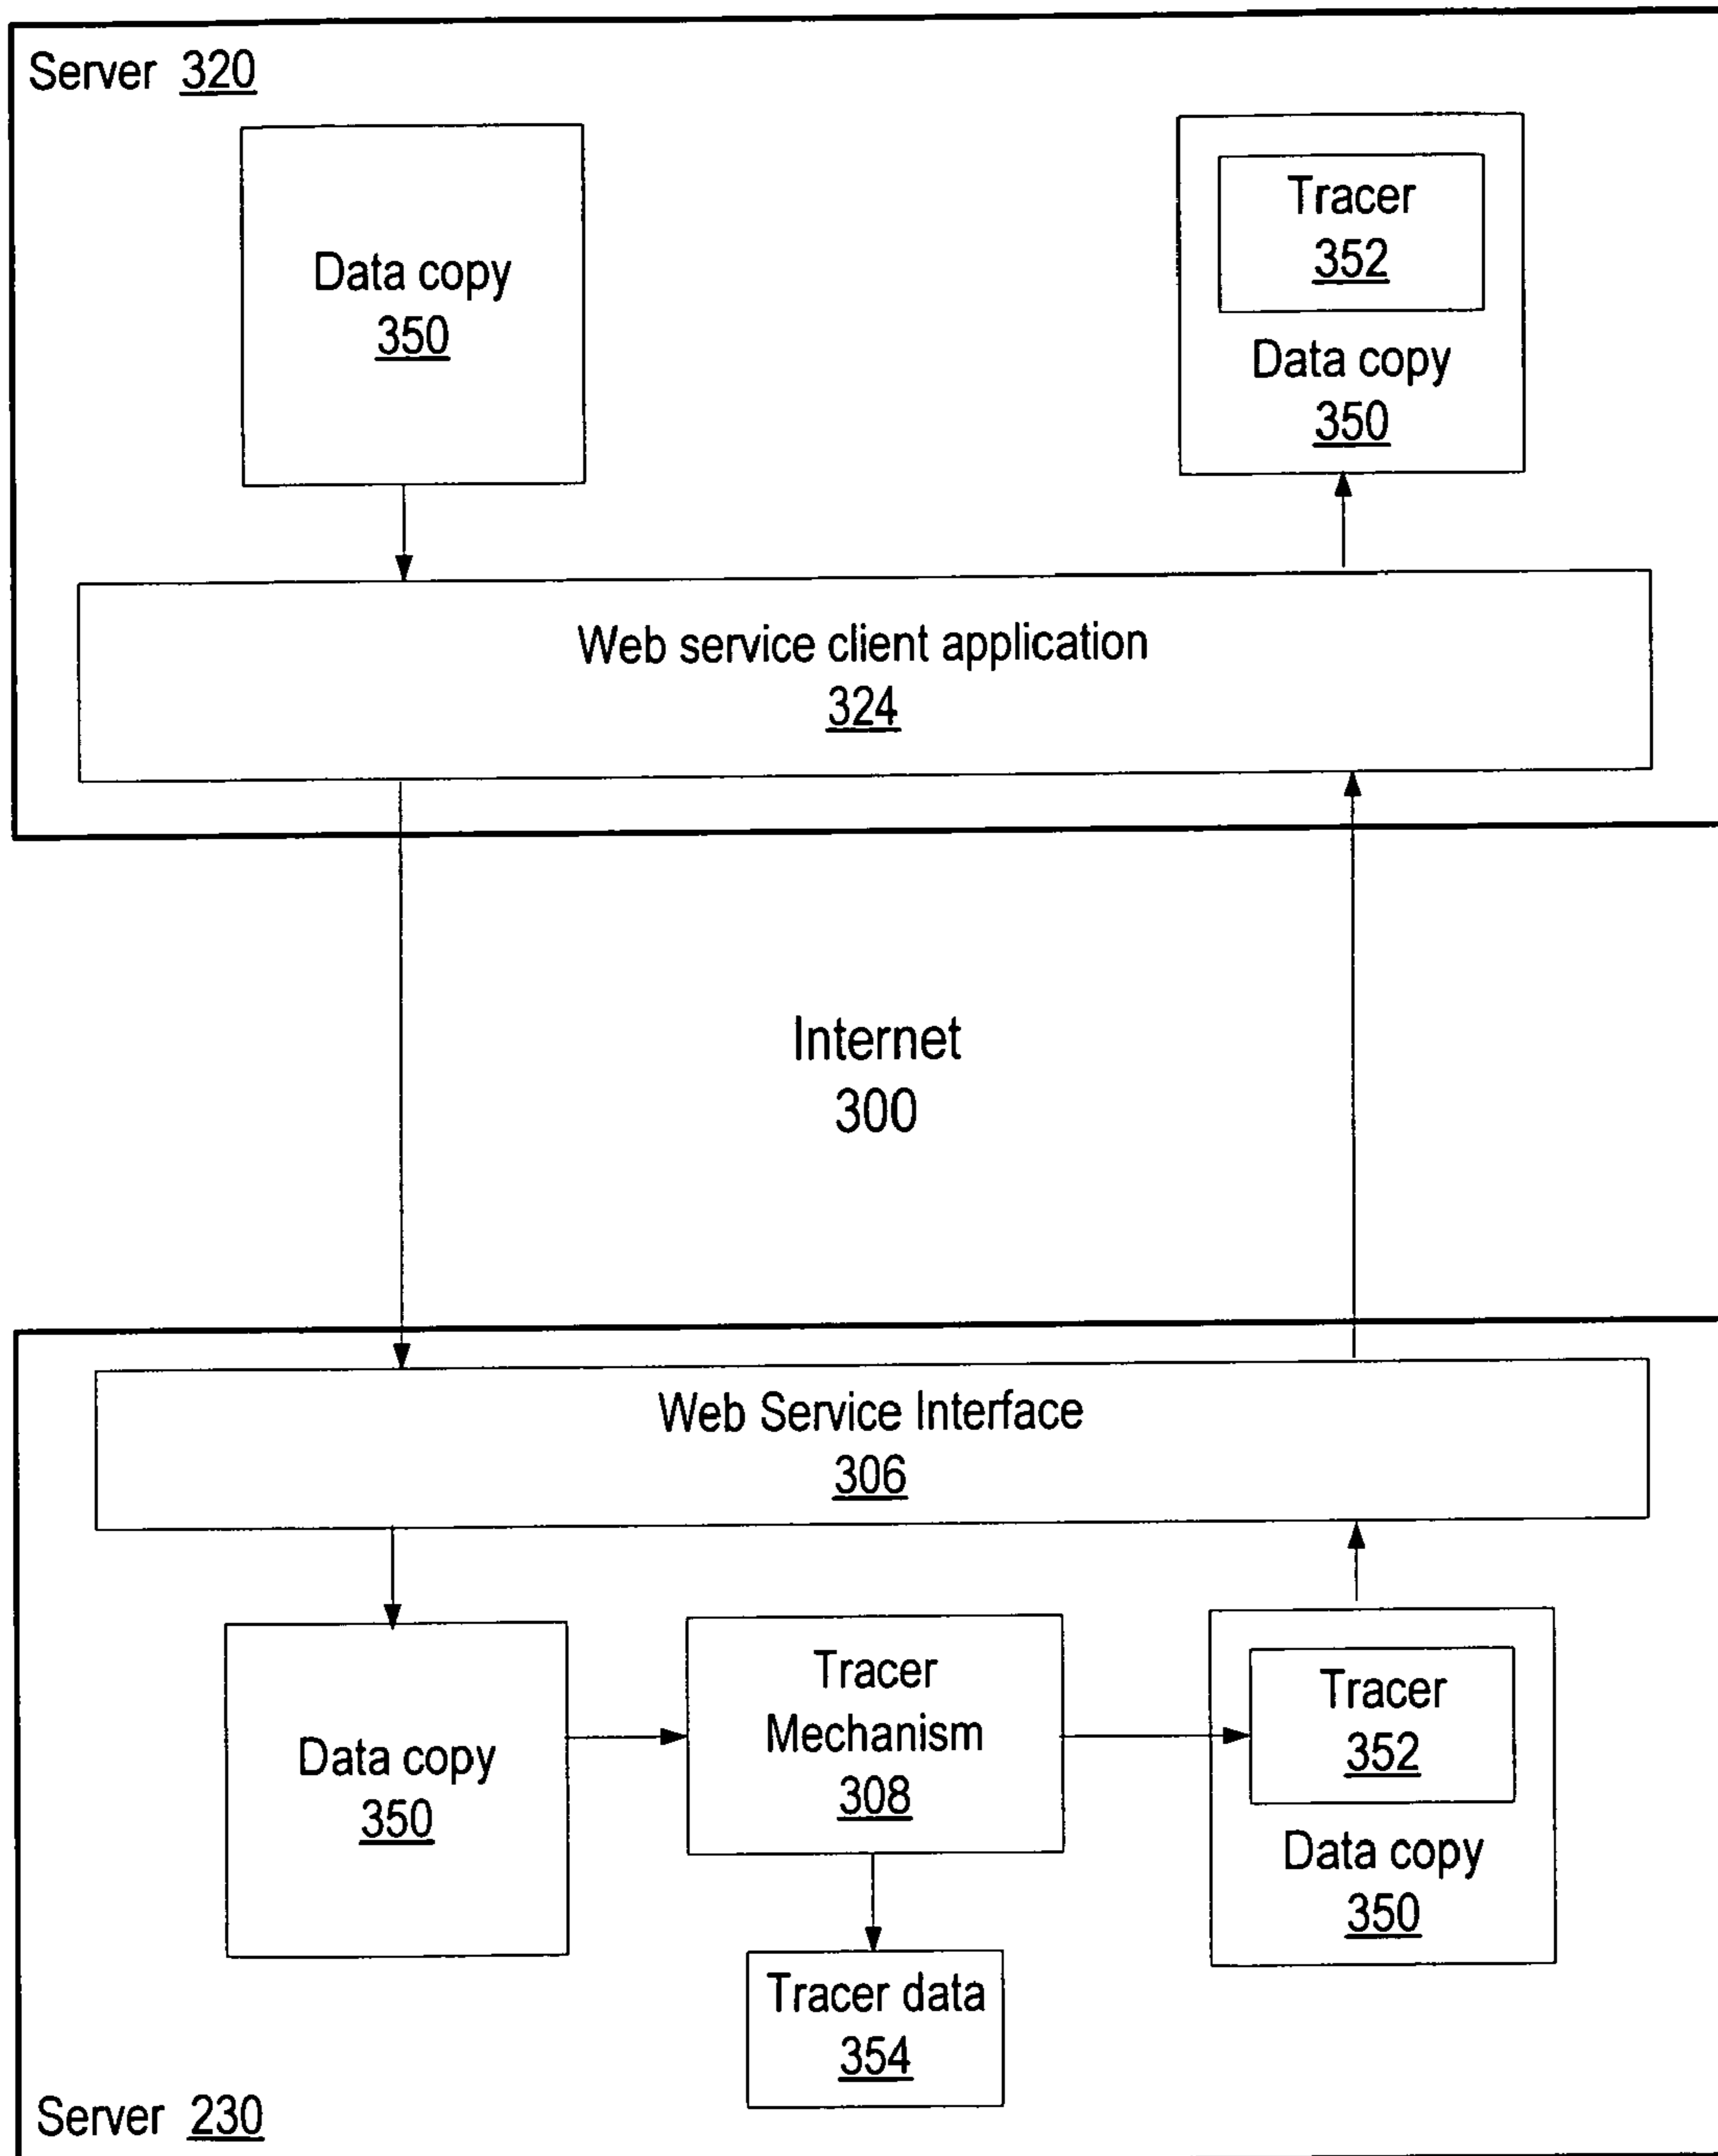 Server 320
Data copy
350
Tracer
352
Data copy
350
Web service client application
324
Internet
300
Web Service Interface
306
Data copy
350
Tracer
Mechanism
308
Tracer
352
Data copy
350
Tracer data
354
Server 230